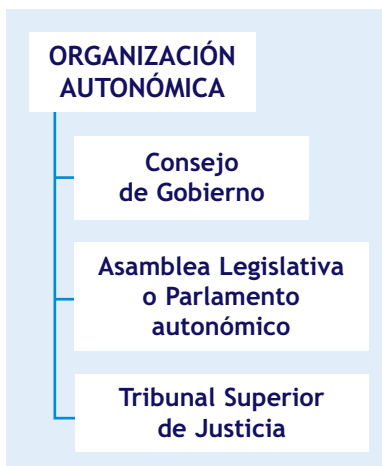 ORGANIZACIÓN
AUTONÓMICA
Consejo
de Gobierno
Asamblea Legislativa
o Parlamento
autonómico
Tribunal Superior
de Justicia